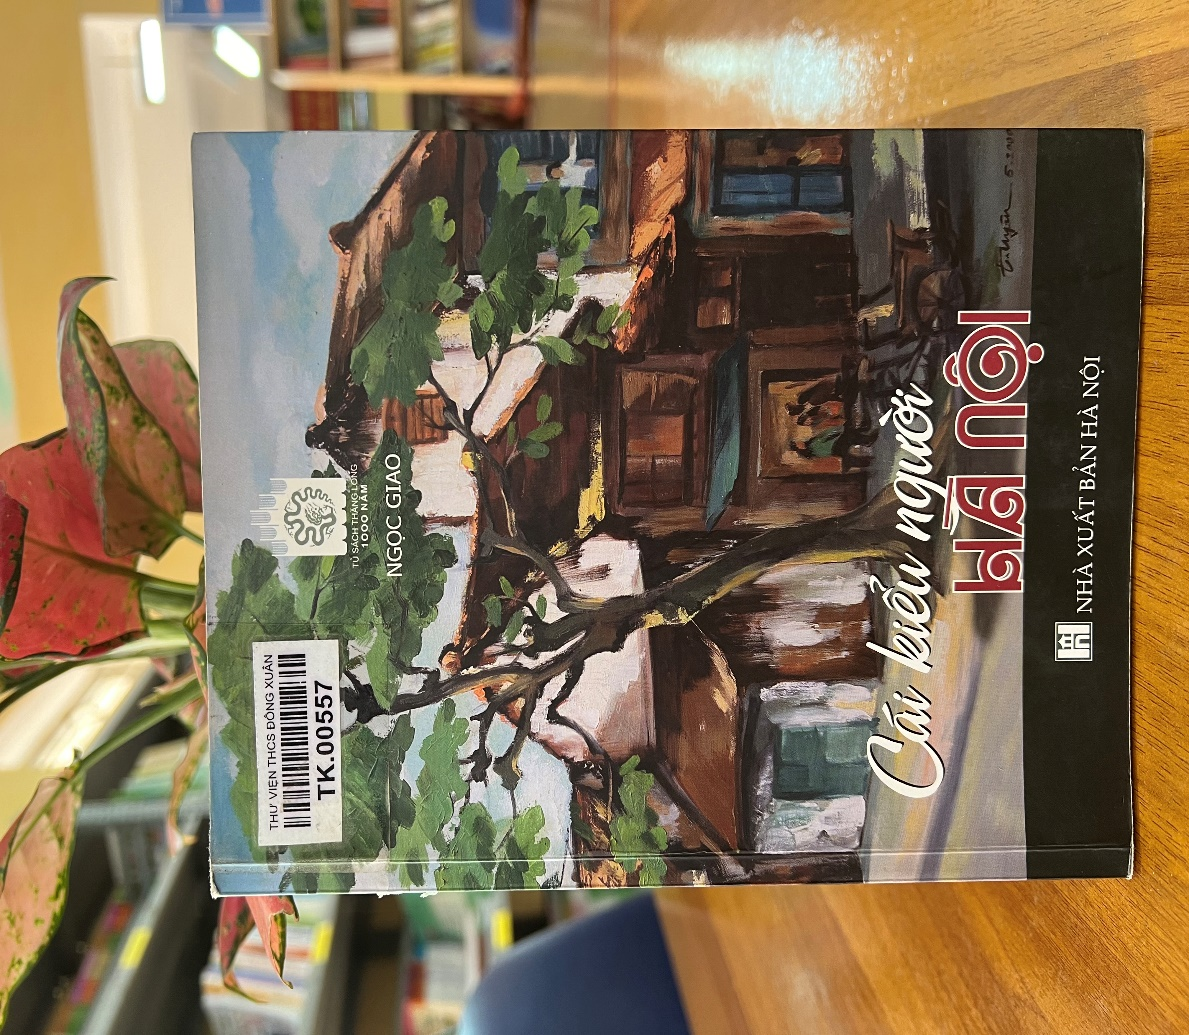 THƯ VIỆN THCS ĐỒNG XUÂN
TK.00557
TỦ SÁCH THĂNG LONG
1000 NĂM
NGỌC GIAO
Cái kiểu người
HÀ NỘI
NHÀ XUẤT BẢN HÀ NỘI